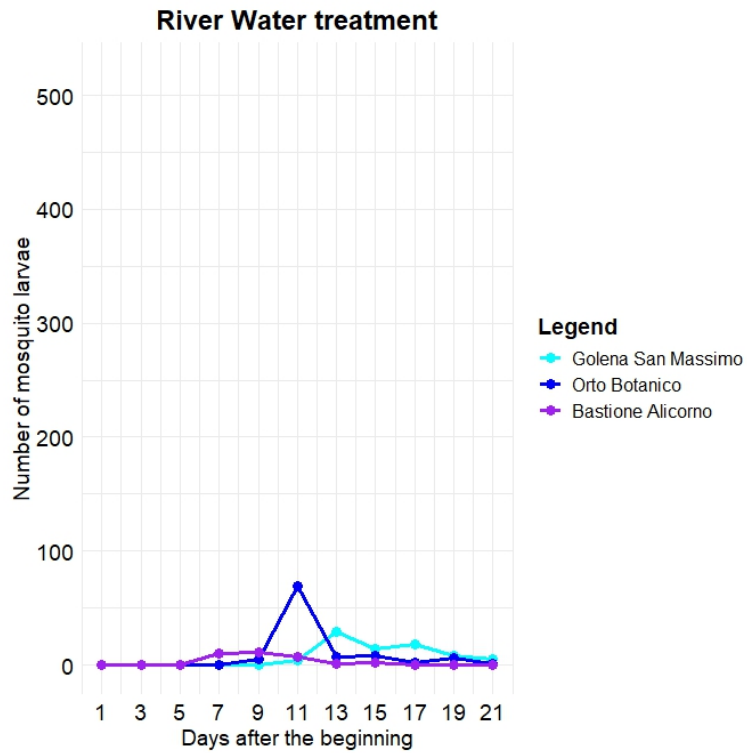 River Water treatment
500
400
300
200
100
0
Number of mosquito larvae
1 3 5 7 9 11 13 15 17 19 21
Days after the beginning
Legend
Golena San Massimo
Orto Botanico
Bastione Alicorno